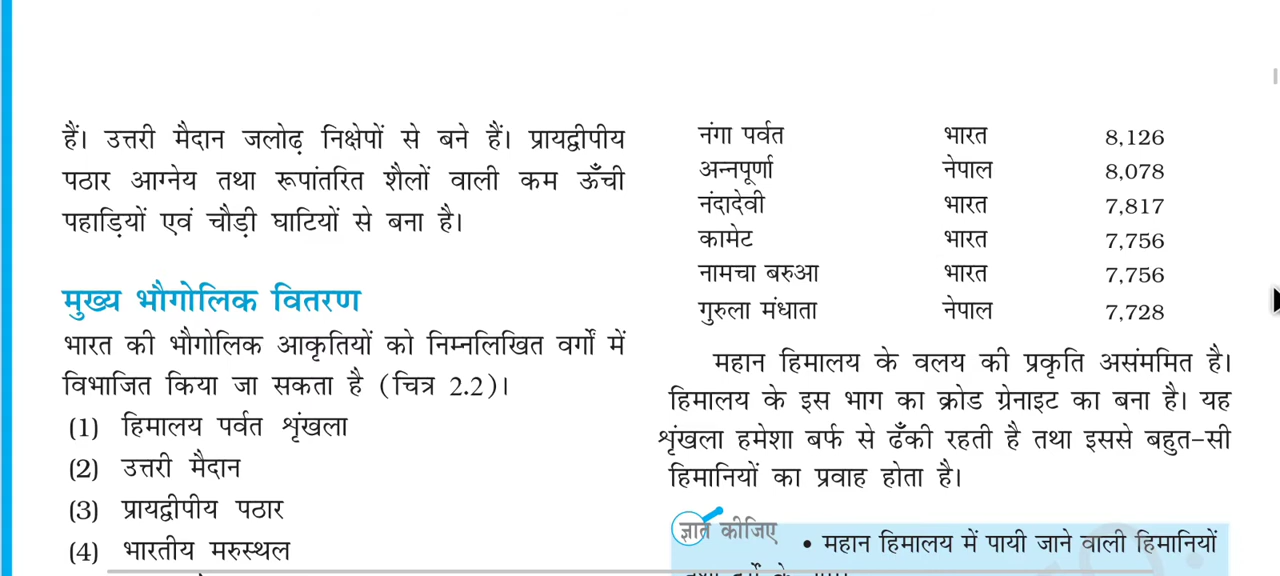 हैं। उत्तरी मैदान जलोढ़ निक्षेपों से बने हैं। प्रायद्वीपीय
पठार आग्नेय तथा रूपांतरित शैलों वाली कम ऊँची
पहाड़ियों एवं चौड़ी घाटियों से बना है।
मुख्य भौगोलिक वितरण
भारत की भौगोलिक आकृतियों को निम्नलिखित वर्गों में
विभाजित किया जा सकता है (चित्र 2.2)।
(1) हिमालय पर्वत शृंखला
(2) उत्तरी मैदान
(3) प्रायद्वीपीय पठार
(4) भारतीय मरुस्थल
नंगा पर्वत भारत 8,126
अन्नपूर्णा नेपाल 8,078
नंदादेवी भारत 7,817
कामेट भारत 7,756
नामचा बरुआ भारत 7,756
गुरुला मंधाता नेपाल 7,728
महान हिमालय के वलय की प्रकृति असंममित है।
हिमालय के इस भाग का क्रोड ग्रेनाइट का बना है। यह
शृंखला हमेशा बर्फ से ढँकी रहती है तथा इससे बहुत-सी
हिमानियों का प्रवाह होता है।
ज्ञात कीजिए
• महान हिमालय में पायी जाने वाली हिमानियों